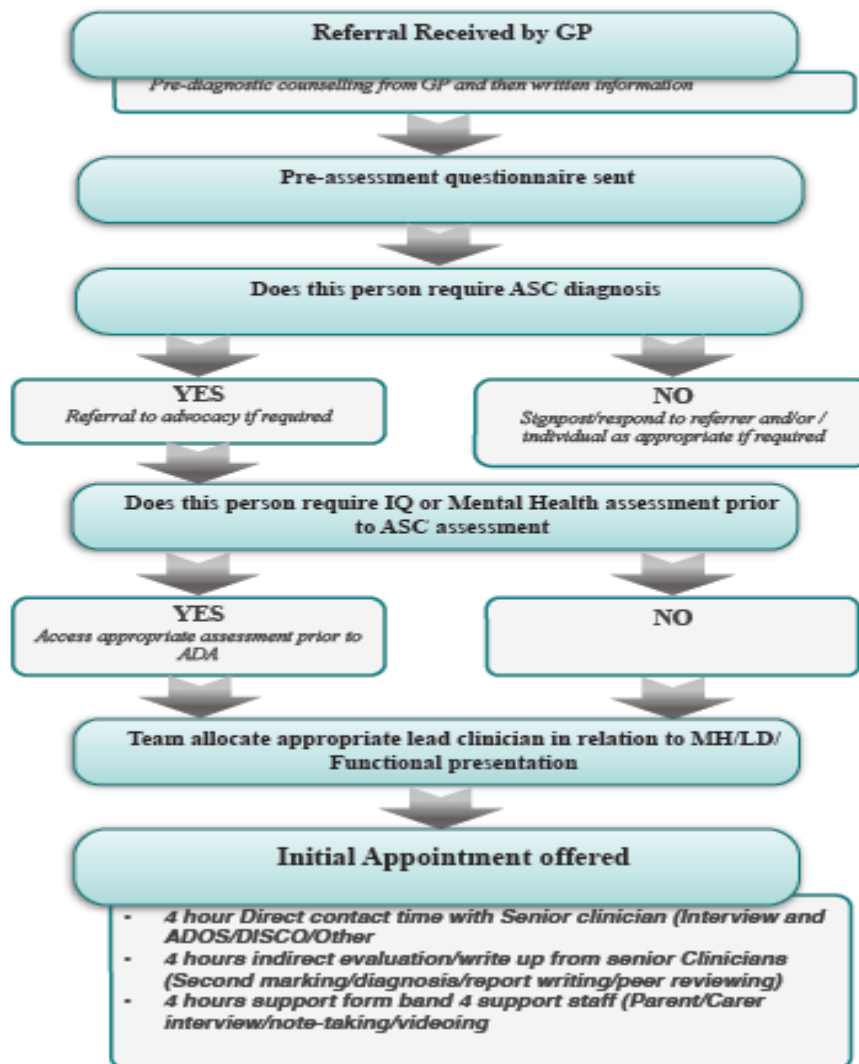 Referral Received by GP
Pre-diagnostic counselling from GP and then written information
Pre-assessment questionnaire sent
Does this person require ASC diagnosis
YES
Referral to advocacy if required
NO
Signpost/respond to referrer and/or /
individual as appropriate if required
Does this person require IQ or Mental Health assessment prior
to ASC assessment
YES
Access appropriate assessment prior to
ADA
NO
Team allocate appropriate lead clinician in relation to MH/LD/
Functional presentation
Initial Appointment offered
- 4 hour Direct contact time with Senior clinician (Interview and
ADOS/DISCO/Other
- 4 hours indirect evaluation/write up from senior Clinicians
(Second marking/diagnosis/report writing/peer reviewing)
- 4 hours support form band 4 support staff (Parent/Carer
interview/note-taking/videoing